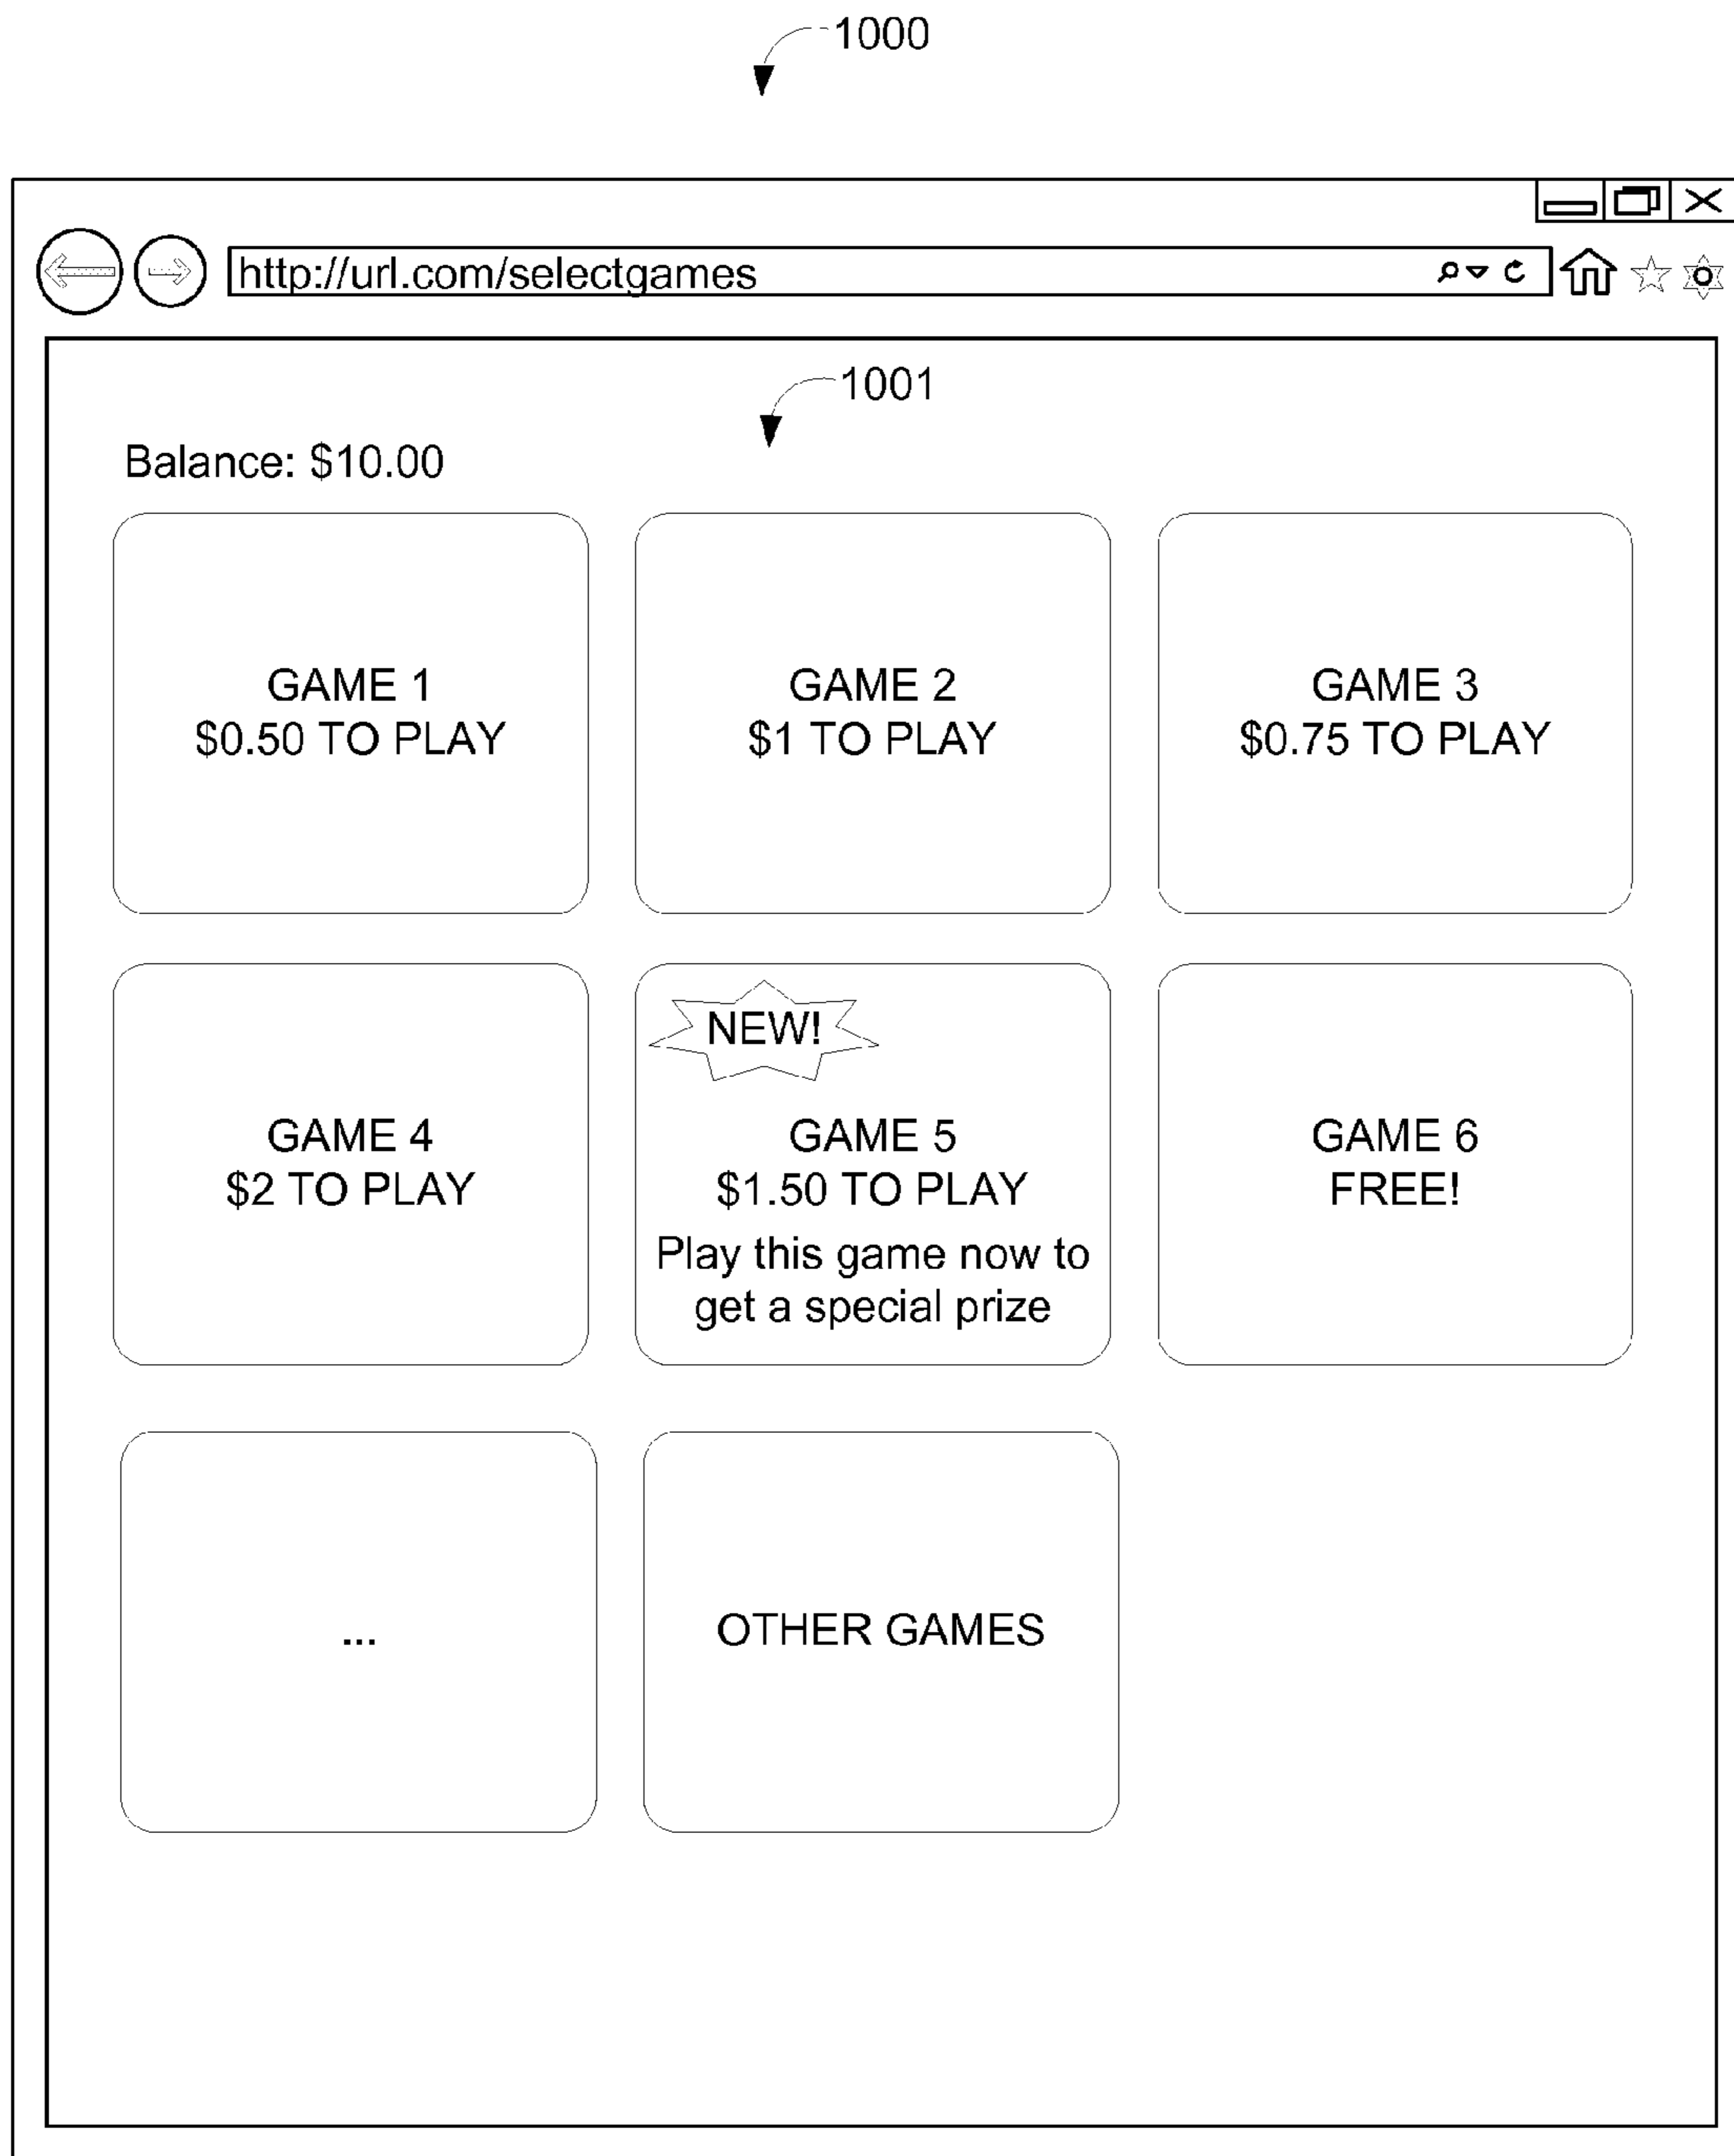 1000
http://url.com/selectgames
1001
Balance: $10.00
GAME 1
$0.50 TO PLAY
GAME 2
$1 TO PLAY
GAME 3
$0.75 TO PLAY
GAME 4
$2 TO PLAY
NEW!
GAME 5
$1.50 TO PLAY
Play this game now to
get a special prize
GAME 6
FREE!
...
OTHER GAMES